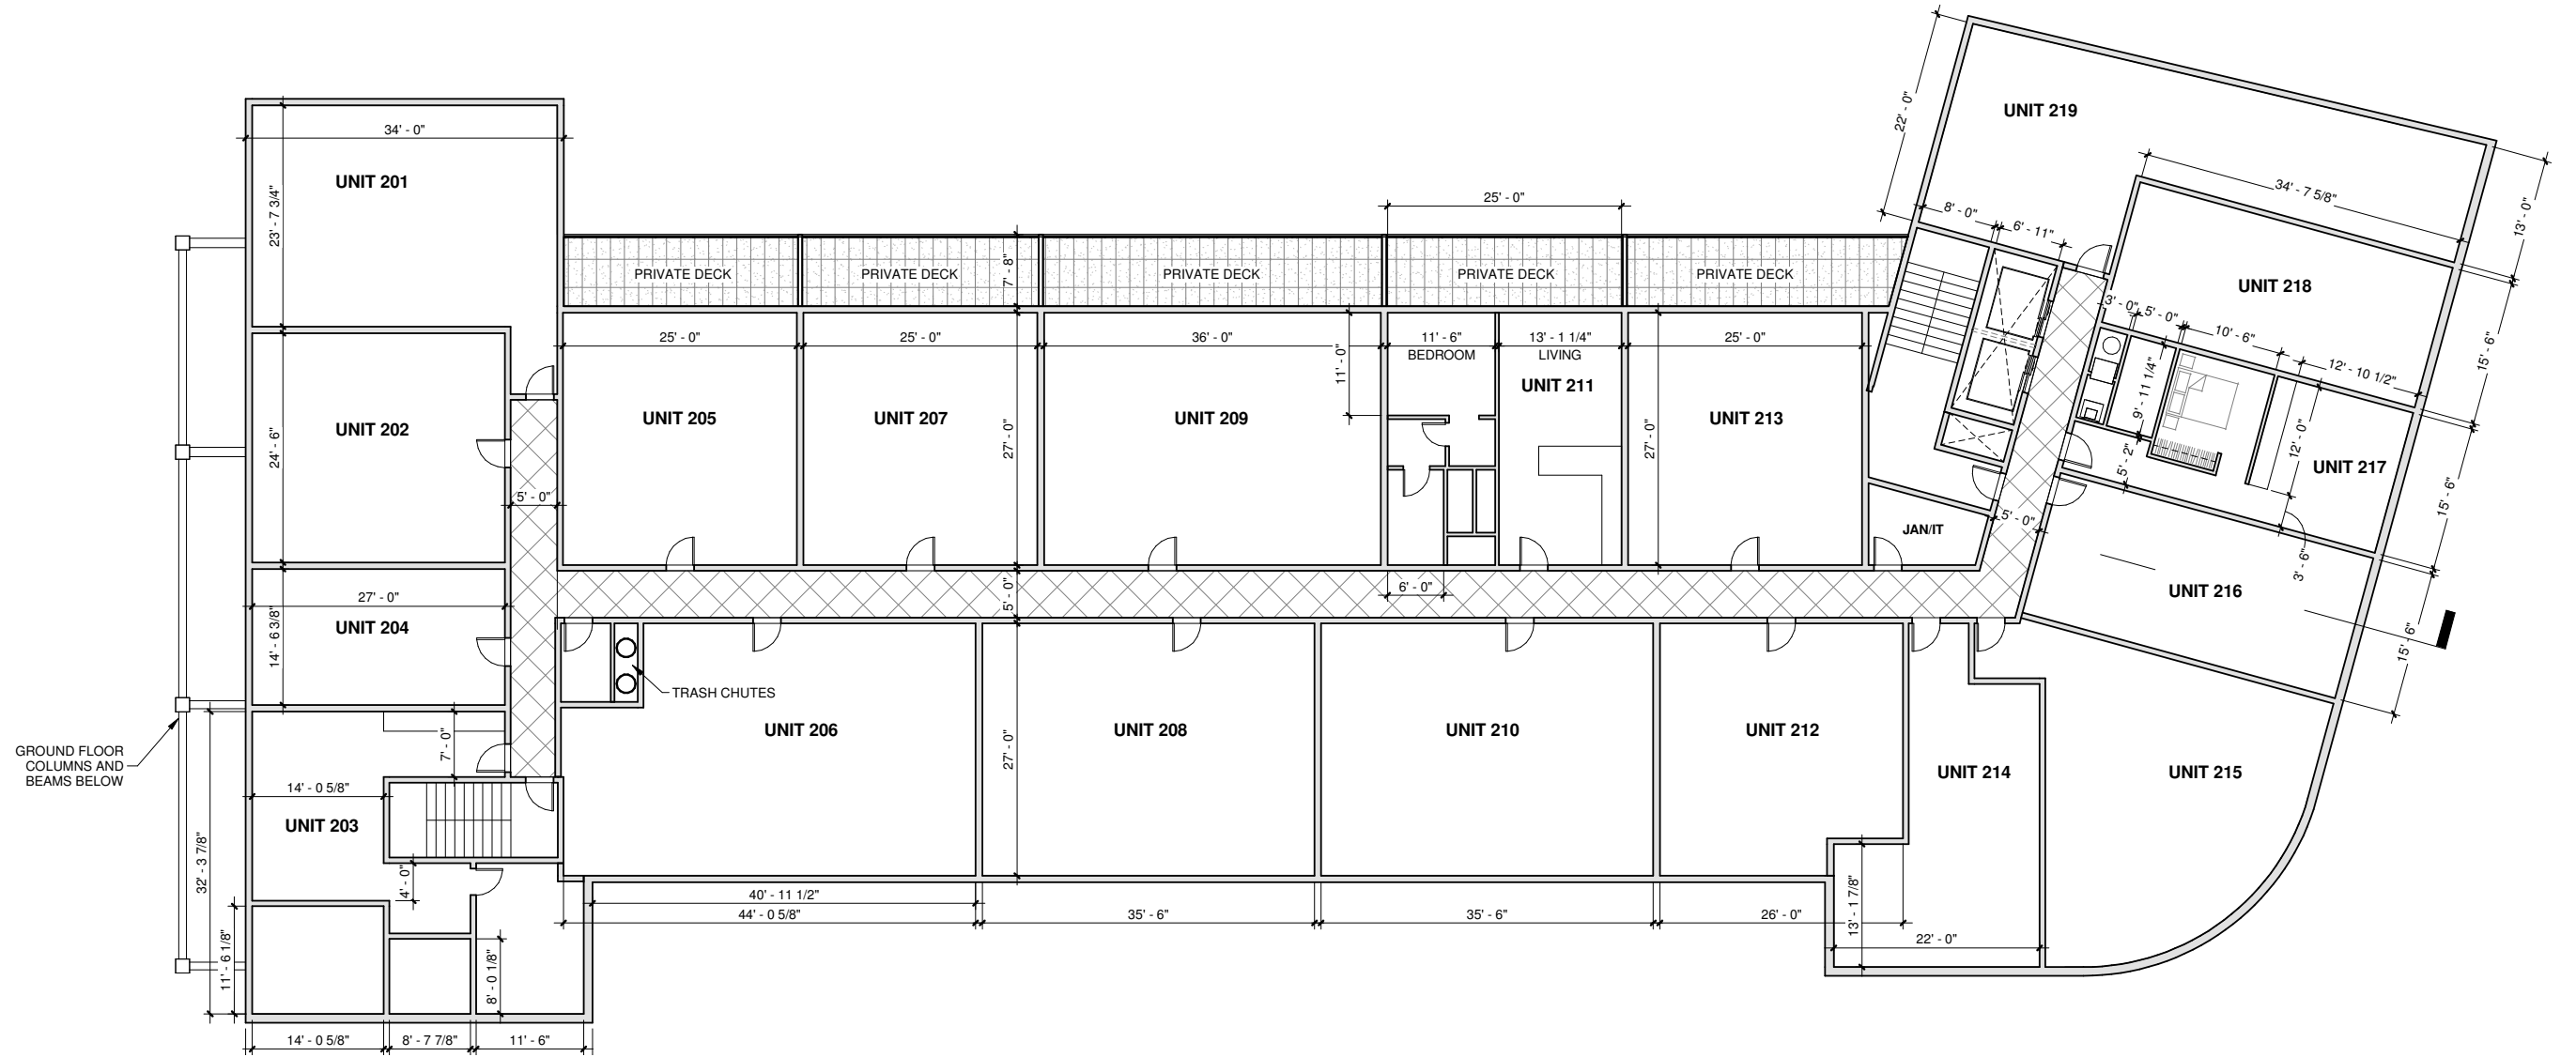 UNIT 219
22' - 0"
34' - 7 5/8"
13' - 0"
34' - 0"
UNIT 201
23' - 7 3/4"
25' - 0"
8' - 0"
6' - 11"
PRIVATE DECK
PRIVATE DECK
PRIVATE DECK
PRIVATE DECK
PRIVATE DECK
7' - 8"
UNIT 218
3' - 0"
5' - 0"
10' - 6"
12' - 10 1/2"
15' - 6"
25' - 0"
25' - 0"
36' - 0"
11' - 6"
13' - 1 1/4"
25' - 0"
BEDROOM
LIVING
11' - 0"
UNIT 211
9' - 11 1/4"
UNIT 202
24' - 6"
UNIT 205
UNIT 207
27' - 0"
UNIT 209
27' - 0"
UNIT 213
12' - 0"
5' - 2"
UNIT 217
15' - 6"
5' - 0"
5' - 0"
JAN/IT
3' - 6"
27' - 0"
14' - 6 3/8"
UNIT 204
5' - 0"
6' - 0"
UNIT 216
15' - 6"
TRASH CHUTES
GROUND FLOOR
COLUMNS AND
BEAMS BELOW
7' - 0"
UNIT 206
27' - 0"
UNIT 208
UNIT 210
UNIT 212
UNIT 214
UNIT 215
14' - 0 5/8"
UNIT 203
32' - 3 7/8"
4' - 0"
40' - 11 1/2"
44' - 0 5/8"
35' - 6"
35' - 6"
26' - 0"
13' - 1 7/8"
22' - 0"
11' - 6 1/8"
8' - 0 1/8"
14' - 0 5/8"
8' - 7 7/8"
11' - 6"